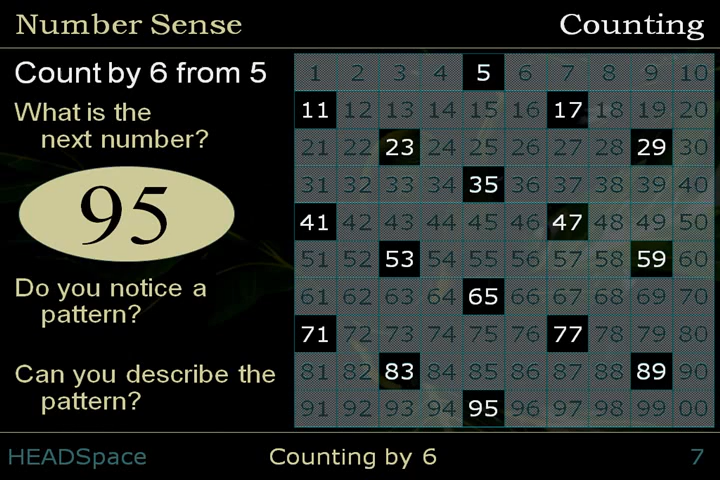 Number Sense
Counting
Count by 6 from 5
What is the
next number?
95
Do you notice a
pattern?
Can you describe the
pattern?
1 2 3 4 5 6 7 8 9 10
11 12 13 14 15 16 17 18 19 20
21 22 23 24 25 26 27 28 29 30
31 32 33 34 35 36 37 38 39 40
41 42 43 44 45 46 47 48 49 50
51 52 53 54 55 56 57 58 59 60
61 62 63 64 65 66 67 68 69 70
71 72 73 74 75 76 77 78 79 80
81 82 83 84 85 86 87 88 89 90
91 92 93 94 95 96 97 98 99 00
HEADSpace
Counting by 6
7